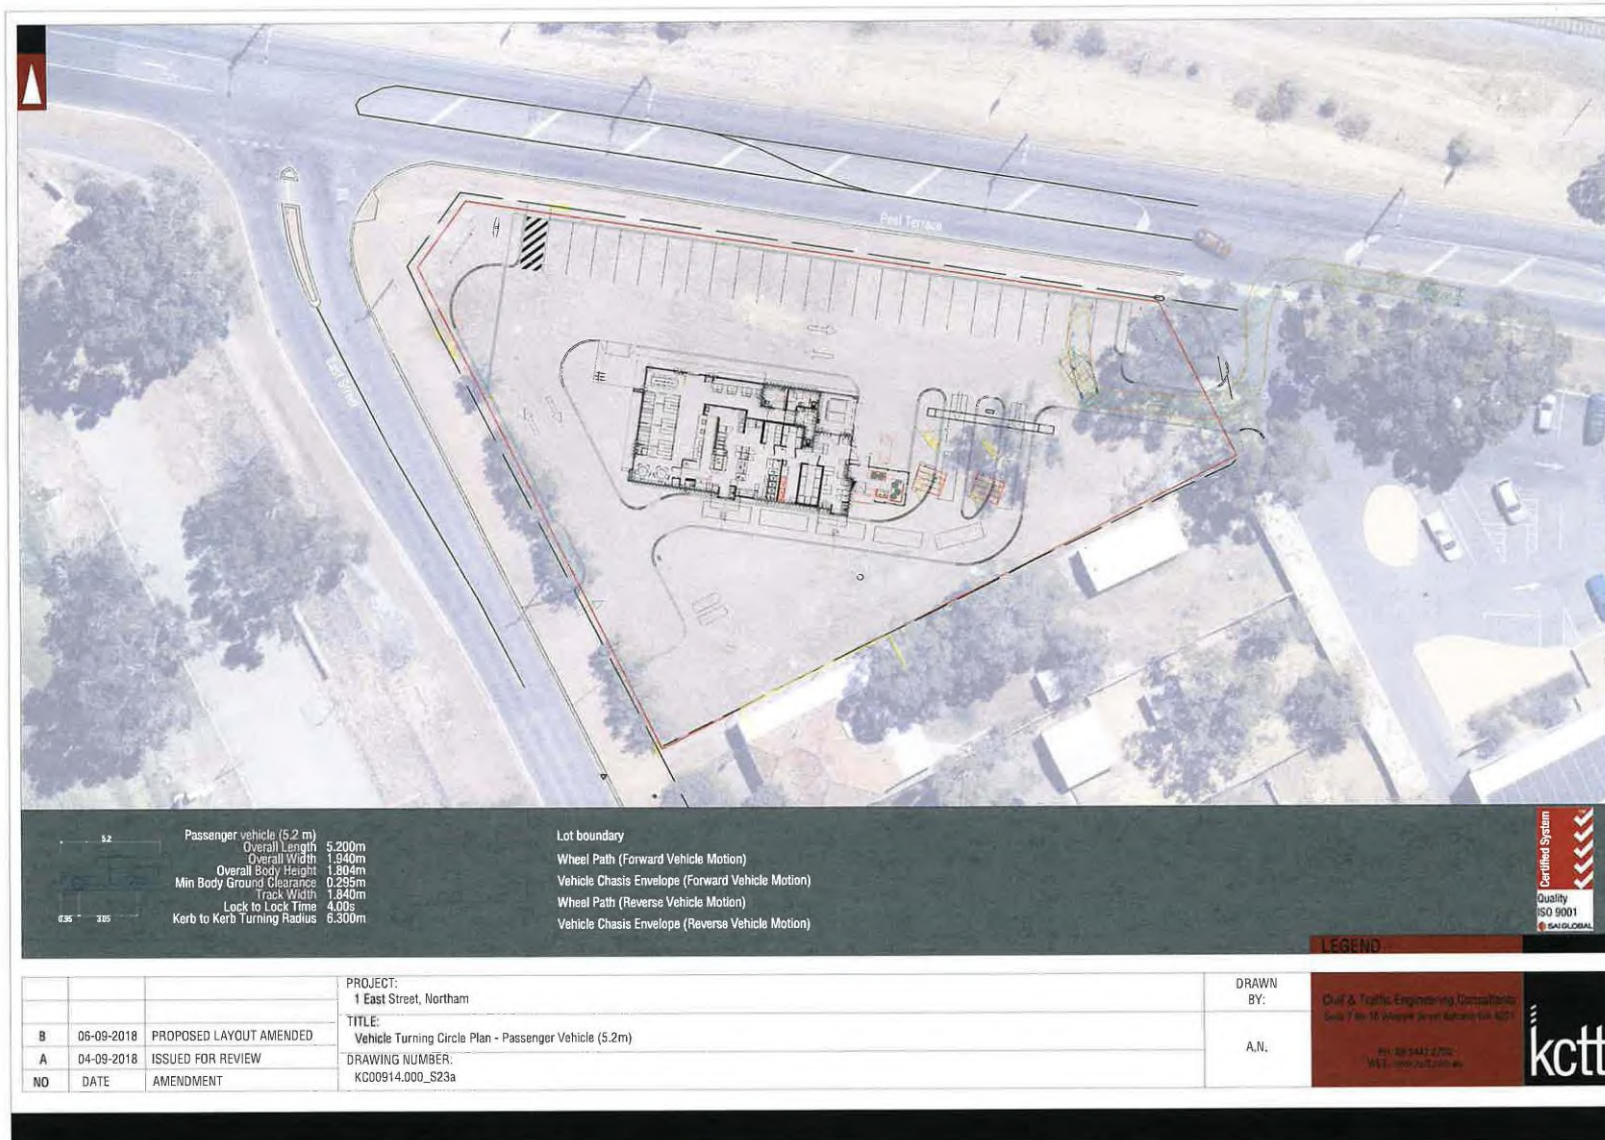 Peel Terrace
East Street
5.2
0.95 3.05
Passenger vehicle (5.2 m)
Overall Length 5.200m
Overall Width 1.940m
Overall Body Height 1.804m
Min Body Ground Clearance 0.295m
Track Width 1.840m
Lock to Lock Time 4.00s
Kerb to Kerb Turning Radius 6.300m
Lot boundary
Wheel Path (Forward Vehicle Motion)
Vehicle Chasis Envelope (Forward Vehicle Motion)
Wheel Path (Reverse Vehicle Motion)
Vehicle Chasis Envelope (Reverse Vehicle Motion)
Certified System
Quality
ISO 9001
SAI GLOBAL
LEGEND
B 06-09-2018 PROPOSED LAYOUT AMENDED
A 04-09-2018 ISSUED FOR REVIEW
NO DATE AMENDMENT
PROJECT:
1 East Street, Northam
TITLE:
Vehicle Turning Circle Plan - Passenger Vehicle (5.2m)
DRAWING NUMBER:
KC00914.000_S23a
DRAWN
BY:
A.N.
Civil & Traffic Engineering Consultants
kctt